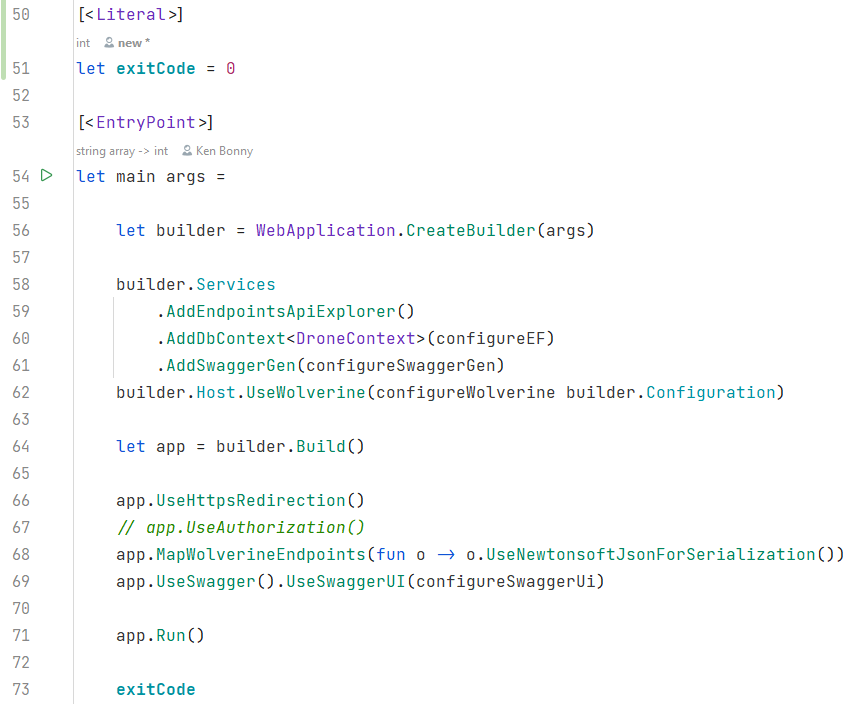 50 [<Literal>]
int new *
51 let exitCode = 0
52
53 [<EntryPoint>]
string array -> int Ken Bonny
54 let main args =
55
56 let builder = WebApplication.CreateBuilder(args)
57
58 builder.Services
59 .AddEndpointsApiExplorer()
60 .AddDbContext<DroneContext>(configureEF)
61 .AddSwaggerGen(configureSwaggerGen)
62 builder.Host.UseWolverine(configureWolverine builder.Configuration)
63
64 let app = builder.Build()
65
66 app.UseHttpsRedirection()
67 // app.UseAuthorization()
68 app.MapWolverineEndpoints(fun o -> o.UseNewtonsoftJsonForSerialization())
69 app.UseSwagger().UseSwaggerUI(configureSwaggerUi)
70
71 app.Run()
72
73 exitCode